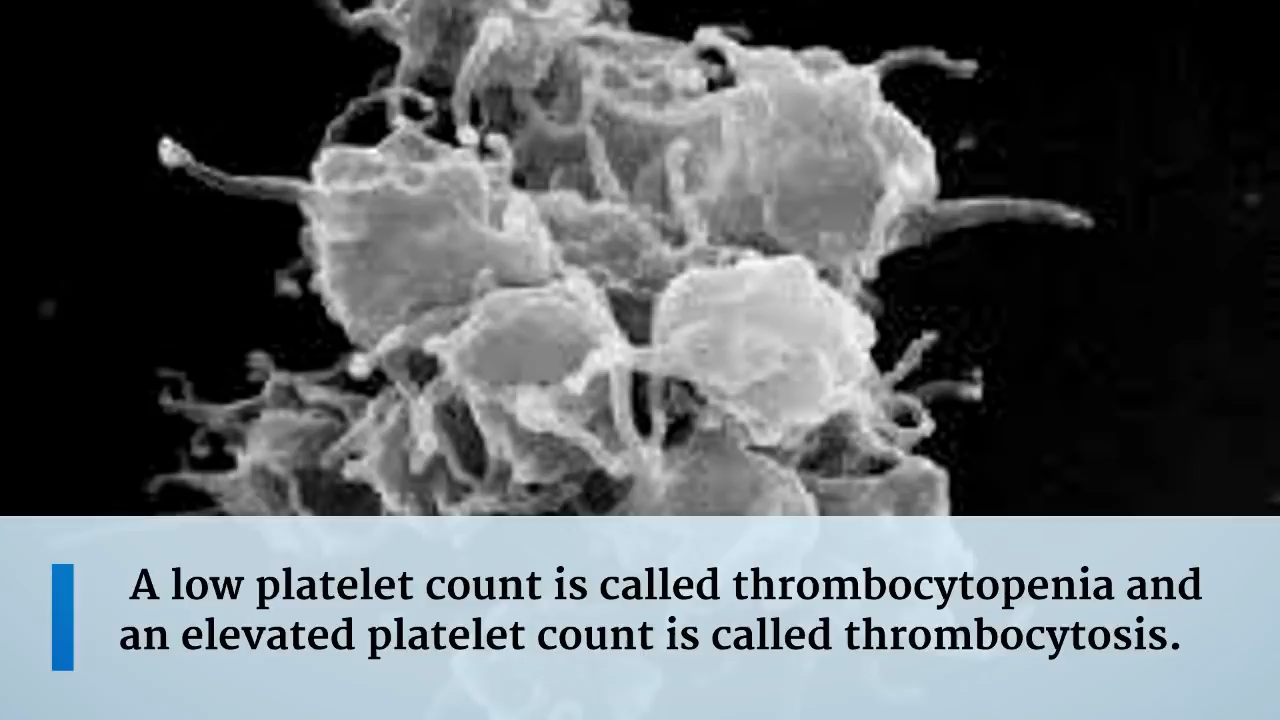 A low platelet count is called thrombocytopenia and
an elevated platelet count is called thrombocytosis.